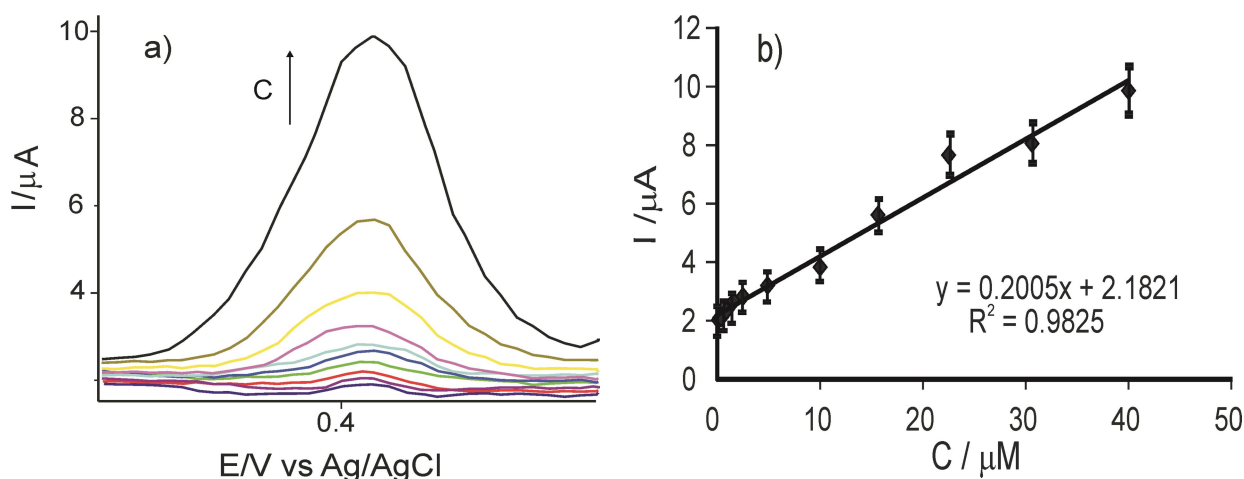 a)
10
8
6
4
C
I/μA
0.4
E/V vs Ag/AgCl
b)
12
10
8
6
4
2
0
I /μA
y = 0.2005x + 2.1821
R² = 0.9825
0 10 20 30 40 50
C / μM